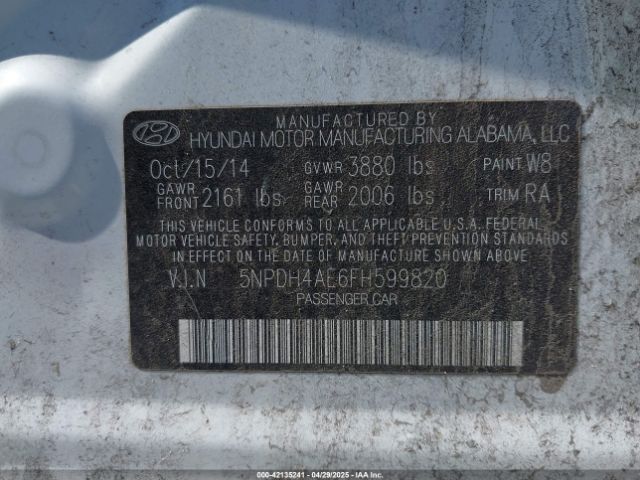 MANUFACTURED BY
HYUNDAI MOTOR MANUFACTURING ALABAMA, LLC
Oct/15/14 GVWR 3880 lbs PAINT W8
GAWR FRONT 2161 lbs GAWR REAR 2006 lbs TRIM RA
THIS VEHICLE CONFORMS TO ALL APPLICABLE U.S.A. FEDERAL
MOTOR VEHICLE SAFETY, BUMPER, AND THEFT PREVENTION
STANDARDS IN EFFECT ON THE DATE OF MANUFACTURE SHOWN ABOVE
V.I.N 5NPDH4AE6FH599820
PASSENGER CAR
000-42135241 - 04/29/2025 - IAAI.COM